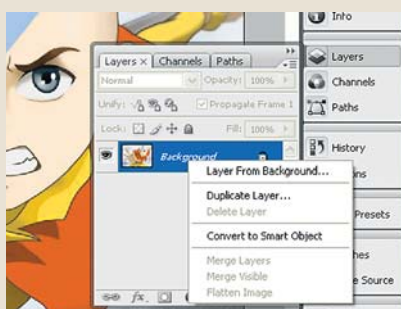 Info
Layers × Channels Paths
Normal Opacity: 100%
Unify: Propagate Frame 1
Lock: Fill: 100%
Background
Layer From Background...
Duplicate Layer...
Delete Layer
Convert to Smart Object
Merge Layers
Merge Visible
Flatten Image
fx.
Layers
Channels
Paths
History
Presets
Source